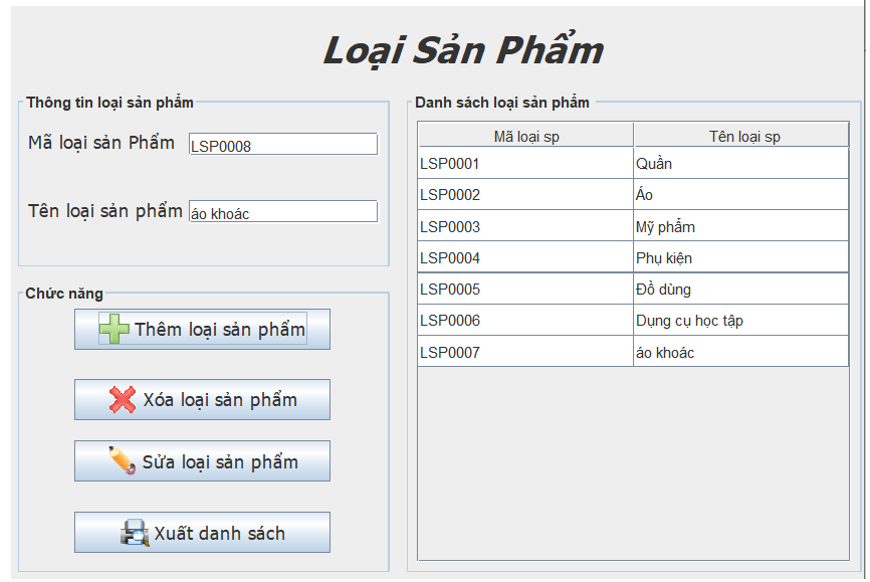 Loại Sản Phẩm
Thông tin loại sản phẩm
Mã loại sản Phẩm LSP0008
Tên loại sản phẩm áo khoác
Chức năng
Thêm loại sản phẩm
Xóa loại sản phẩm
Sửa loại sản phẩm
Xuất danh sách
Danh sách loại sản phẩm
Mã loại sp Tên loại sp
LSP0001 Quần
LSP0002 Áo
LSP0003 Mỹ phẩm
LSP0004 Phụ kiện
LSP0005 Đồ dùng
LSP0006 Dụng cụ học tập
LSP0007 áo khoác